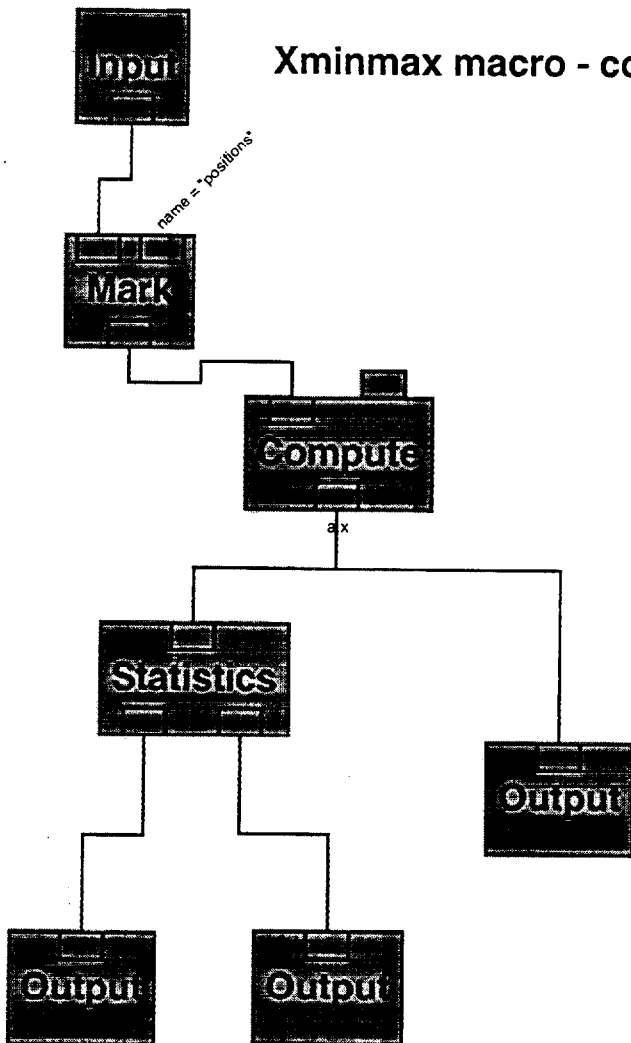 Input
Xminmax macro - co
name = "positions"
Mark
Compute
a.x
Statistics
Output
Output
Output